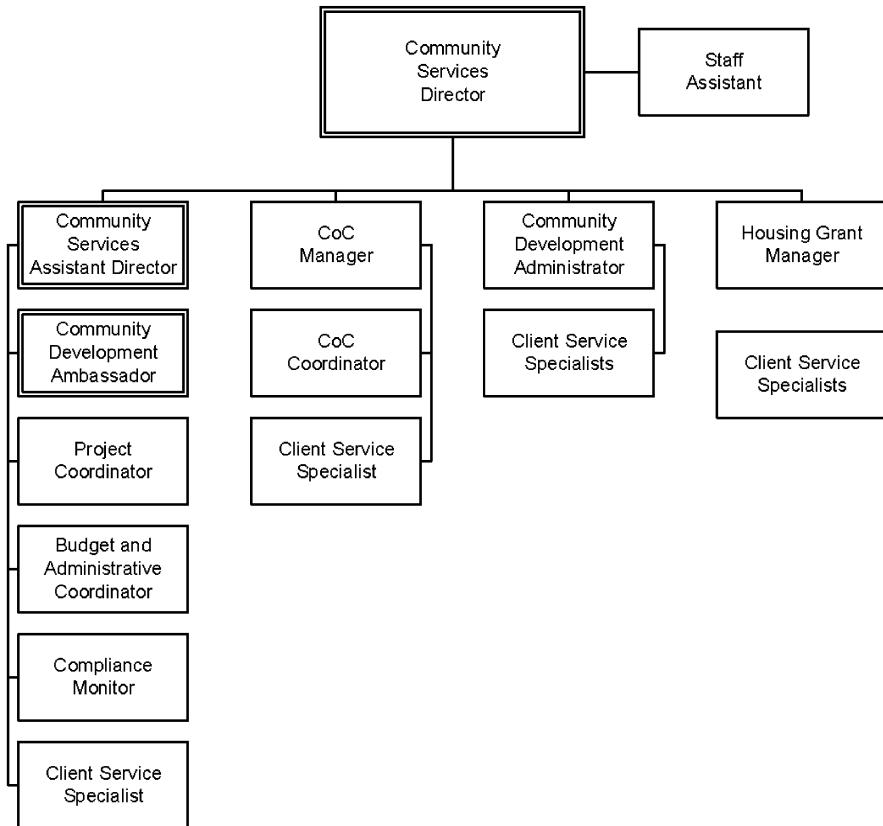 Community
Services
Director
Staff
Assistant
Community
Services
Assistant Director
CoC
Manager
Community
Development
Administrator
Housing Grant
Manager
Community
Development
Ambassador
CoC
Coordinator
Client Service
Specialists
Client Service
Specialists
Project
Coordinator
Client Service
Specialist
Budget and
Administrative
Coordinator
Compliance
Monitor
Client Service
Specialist